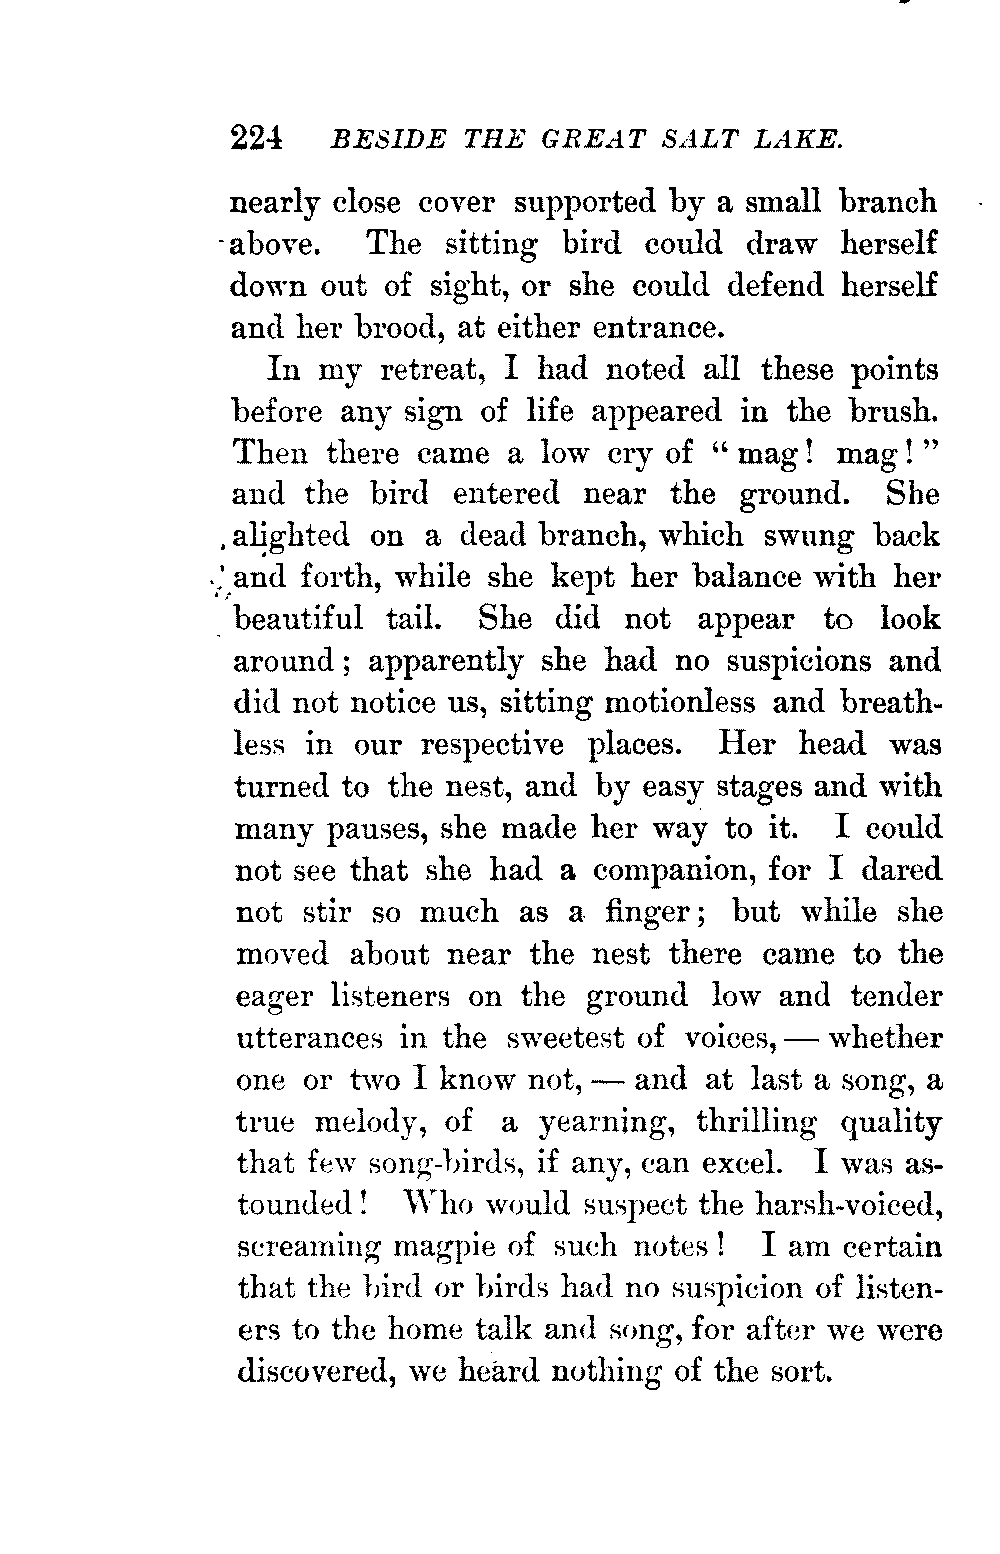 224 BESIDE THE GREAT SALT LAKE.
nearly close cover supported by a small branch
above. The sitting bird could draw herself
down out of sight, or she could defend herself
and her brood, at either entrance.
In my retreat, I had noted all these points
before any sign of life appeared in the brush.
Then there came a low cry of “ mag! mag! ”
and the bird entered near the ground. She
alighted on a dead branch, which swung back
and forth, while she kept her balance with her
beautiful tail. She did not appear to look
around; apparently she had no suspicions and
did not notice us, sitting motionless and breath-
less in our respective places. Her head was
turned to the nest, and by easy stages and with
many pauses, she made her way to it. I could
not see that she had a companion, for I dared
not stir so much as a finger; but while she
moved about near the nest there came to the
eager listeners on the ground low and tender
utterances in the sweetest of voices, — whether
one or two I know not, — and at last a song, a
true melody, of a yearning, thrilling quality
that few song-birds, if any, can excel. I was as-
tounded! Who would suspect the harsh-voiced,
screaming magpie of such notes! I am certain
that the bird or birds had no suspicion of listen-
ers to the home talk and song, for after we were
discovered, we heard nothing of the sort.